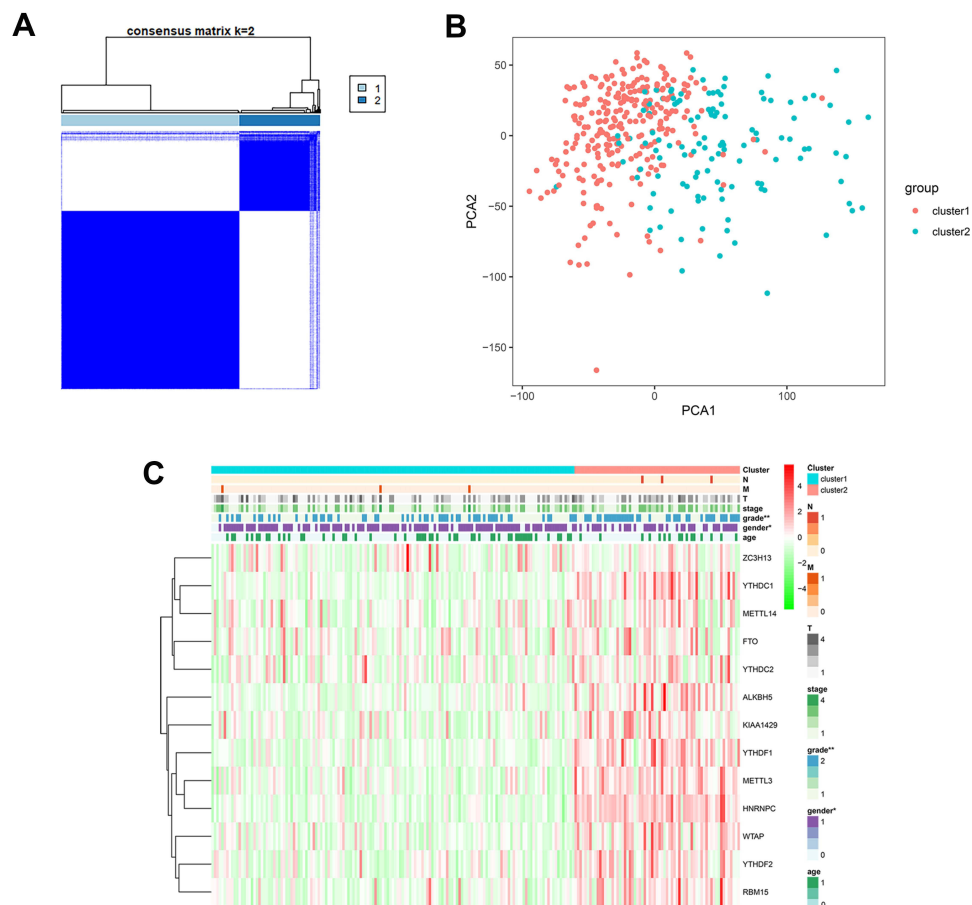 A
consensus matrix k=2
1
2
B
50
0
−50
−100
−150
PCA2
−100
0
100
PCA1
group
cluster1
cluster2
C
Cluster
N
M
T
stage
grade**
gender*
age
ZC3H13
YTHDC1
METTL14
FTO
YTHDC2
ALKBH5
KIAA1429
YTHDF1
METTL3
HNRNPC
WTAP
YTHDF2
RBM15
4
2
0
−2
−4
Cluster
cluster1
cluster2
N
1
0
M
1
0
T
4
1
stage
4
1
grade**
2
1
gender*
1
0
age
1
0